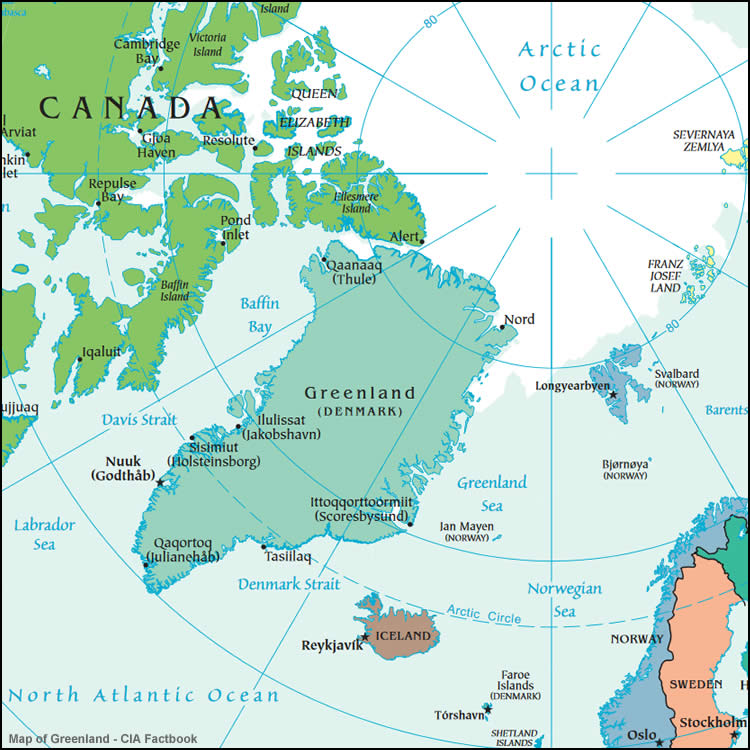 abasca
Victoria
Island
Island
80
Arctic
Ocean
Cambridge
Bay
CANADA
QUEEN
ELIZABETH
ISLANDS
Arviat
Gjoa
Haven
Resolute
SEVERNAYA
ZEMLYA
nkin
let
Repulse
Bay
Ellesmere
Island
Pond
Inlet
Alert
Qaanaaq
(Thule)
FRANZ
JOSEF
LAND
Baffin
Island
Baffin
Bay
Nord
80
Iqaluit
Greenland
(DENMARK)
Longyearbyen
Svalbard
(NORWAY)
ujjuaq
Davis Strait
Ilulissat
(Jakobshavn)
Barents
Sisimiut
(Holsteinsborg)
Nuuk
(Godthåb)
Bjørnøya
(NORWAY)
Greenland
Sea
Ittoqqortoormiit
(Scoresbysund)
Jan Mayen
(NORWAY)
Labrador
Sea
Qaqortoq
(Julianehåb)
Tasiilaq
Denmark Strait
Norwegian
Sea
Arctic Circle
ICELAND
Reykjavík
NORWAY
Faroe
Islands
(DENMARK)
SWEDEN
North Atlantic Ocean
Tórshavn
SHETLAND
ISLANDS
Oslo
Stockholm
Map of Greenland - CIA Factbook